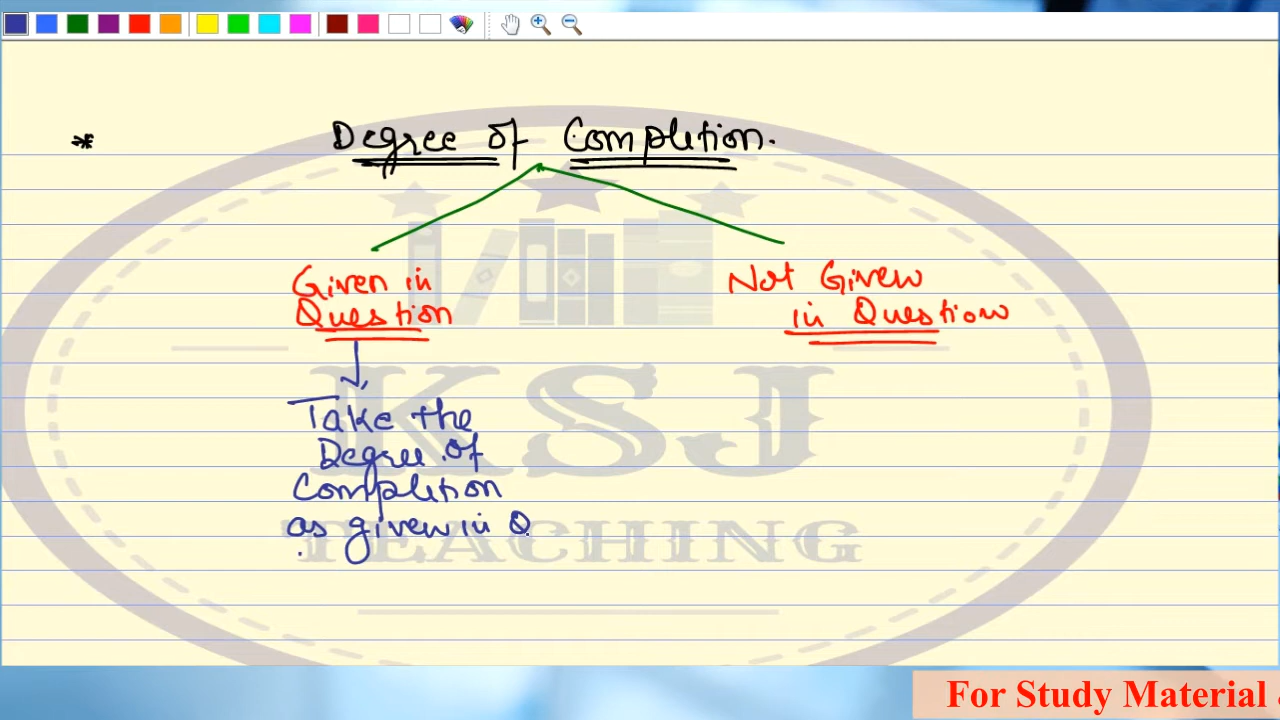 * Degree of Completion.
Given in
Question
Not Given
in Question
Take the
Degree of
Completion
as given in Q
KSJ
TEACHING
For Study Material